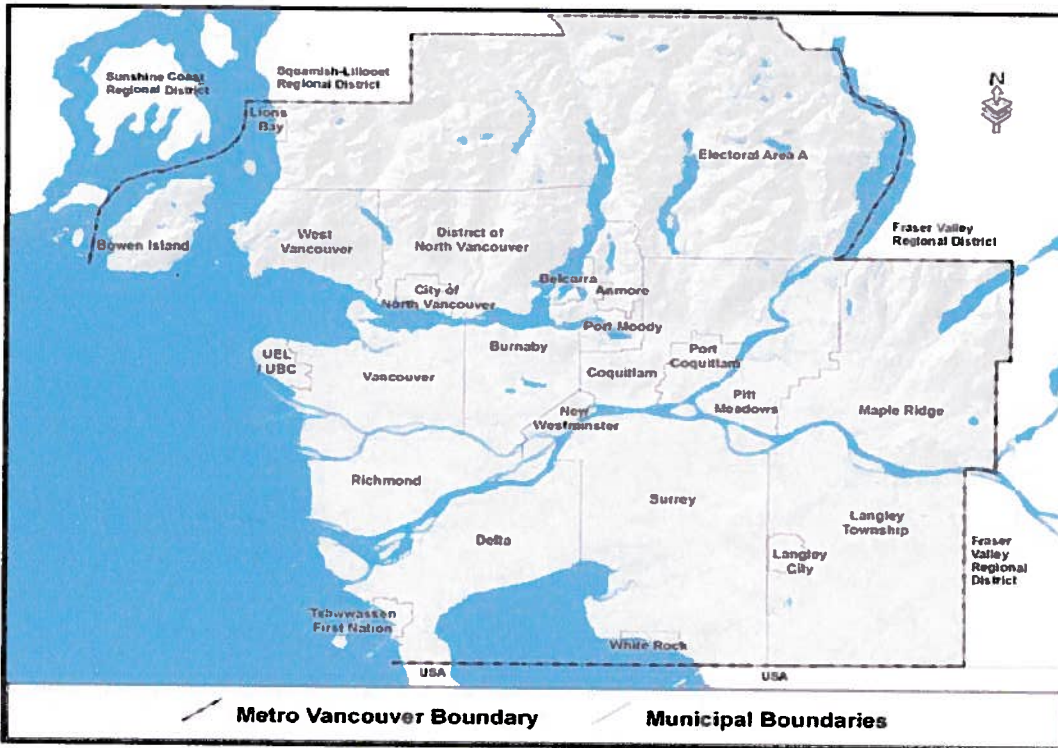 Sunshine Coast
Regional District
Squamish-Lillooet
Regional District
N
Lions
Bay
Electoral Area A
Bowen Island
West
Vancouver
District of
North Vancouver
Fraser Valley
Regional District
Belcarra
Anmore
City of
North Vancouver
Port Moody
Burnaby
UEL
/ UBC
Vancouver
Coquitlam
Port
Coquitlam
Pitt
Meadows
Maple Ridge
New
Westminster
Richmond
Surrey
Langley
Township
Delta
Langley
City
Fraser
Valley
Regional
District
Tsawwassen
First Nation
White Rock
USA
USA
Metro Vancouver Boundary
Municipal Boundaries